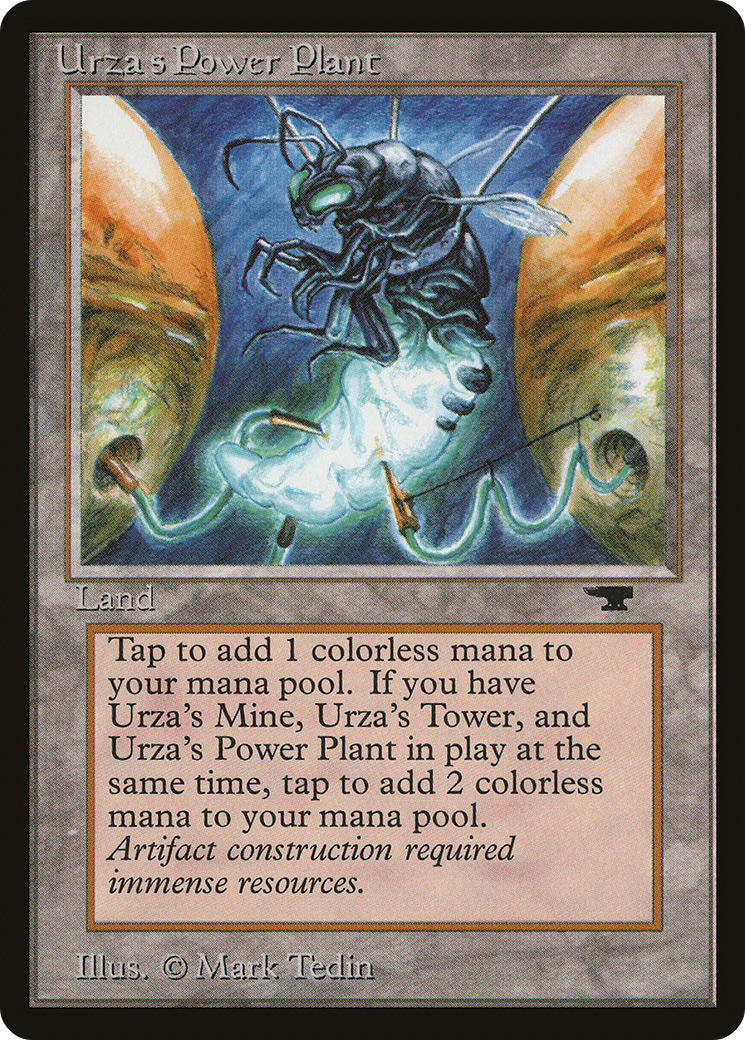 Urza's Power Plant
Land
Tap to add 1 colorless mana to
your mana pool. If you have
Urza's Mine, Urza's Tower, and
Urza's Power Plant in play at the
same time, tap to add 2 colorless
mana to your mana pool.
Artifact construction required
immense resources.
Illus. © Mark Tedin